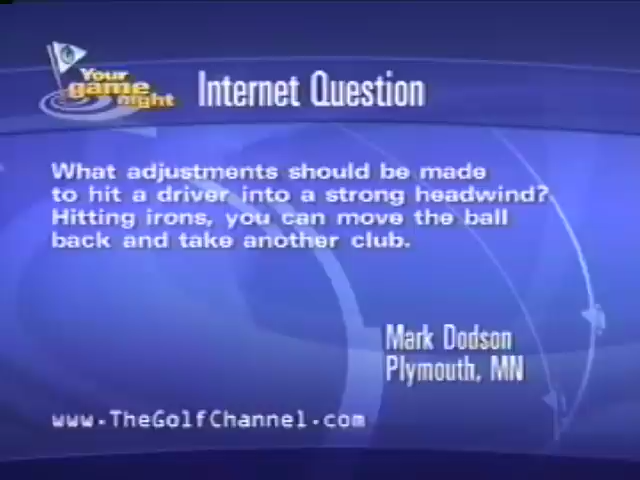 Your
game
night
Internet Question
What adjustments should be made
to hit a driver into a strong headwind?
Hitting irons, you can move the ball
back and take another club.
Mark Dodson
Plymouth, MN
www.TheGolfChannel.com